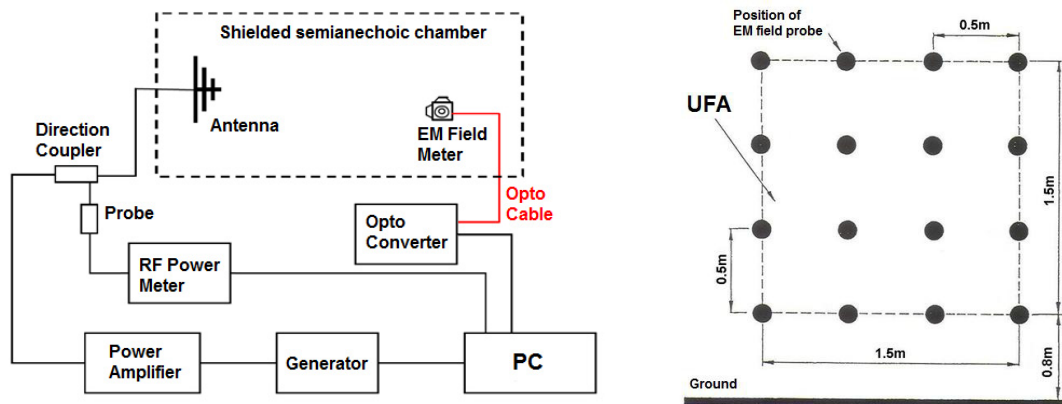 Shielded semianechoic chamber
Antenna
EM Field
Meter
Direction
Coupler
Probe
Opto
Cable
Opto
Converter
RF Power
Meter
Power
Amplifier
Generator
PC
Position of
EM field probe
0.5m
UFA
1.5m
0.5m
1.5m
0.8m
Ground